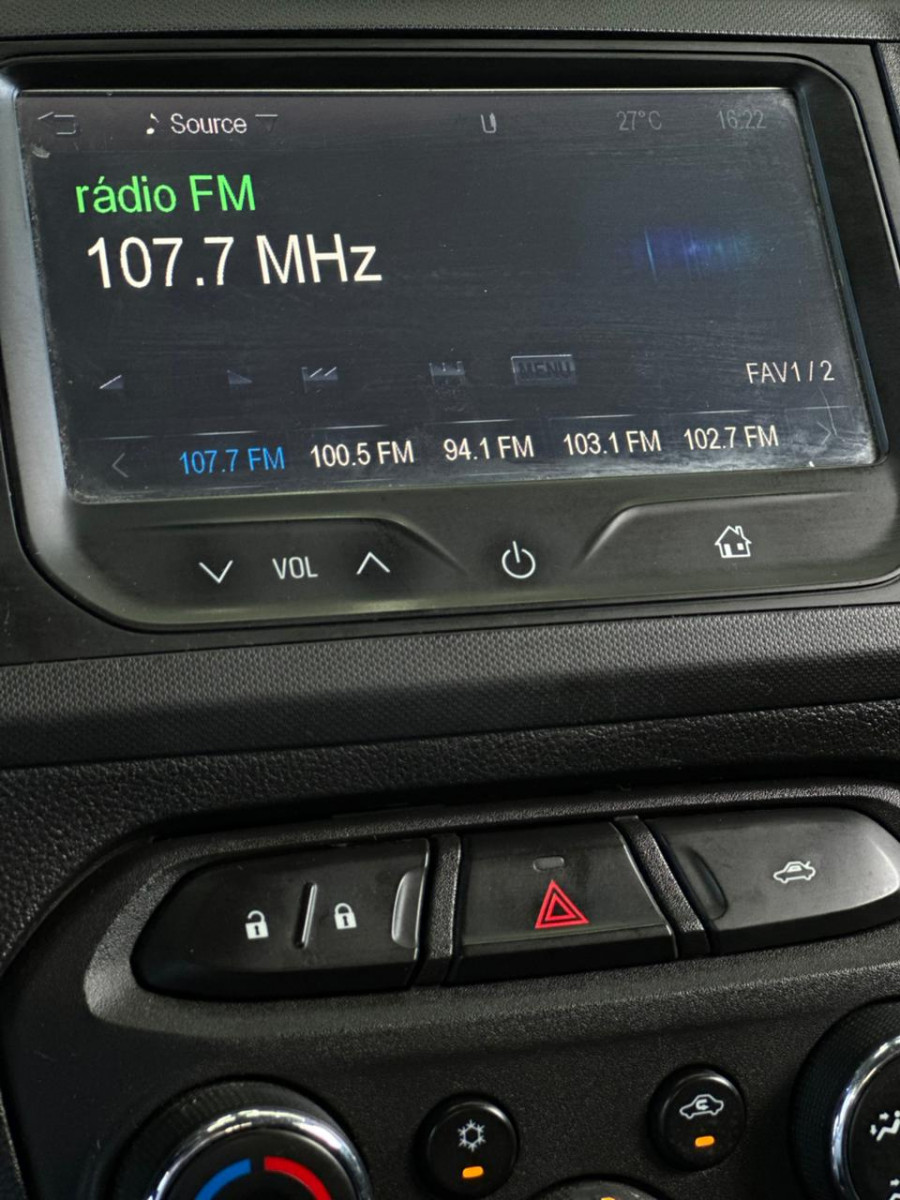 Source 27°C 16:22
rádio FM
107.7 MHz
MENU FAV1 / 2
107.7 FM 100.5 FM 94.1 FM 103.1 FM 102.7 FM
VOL